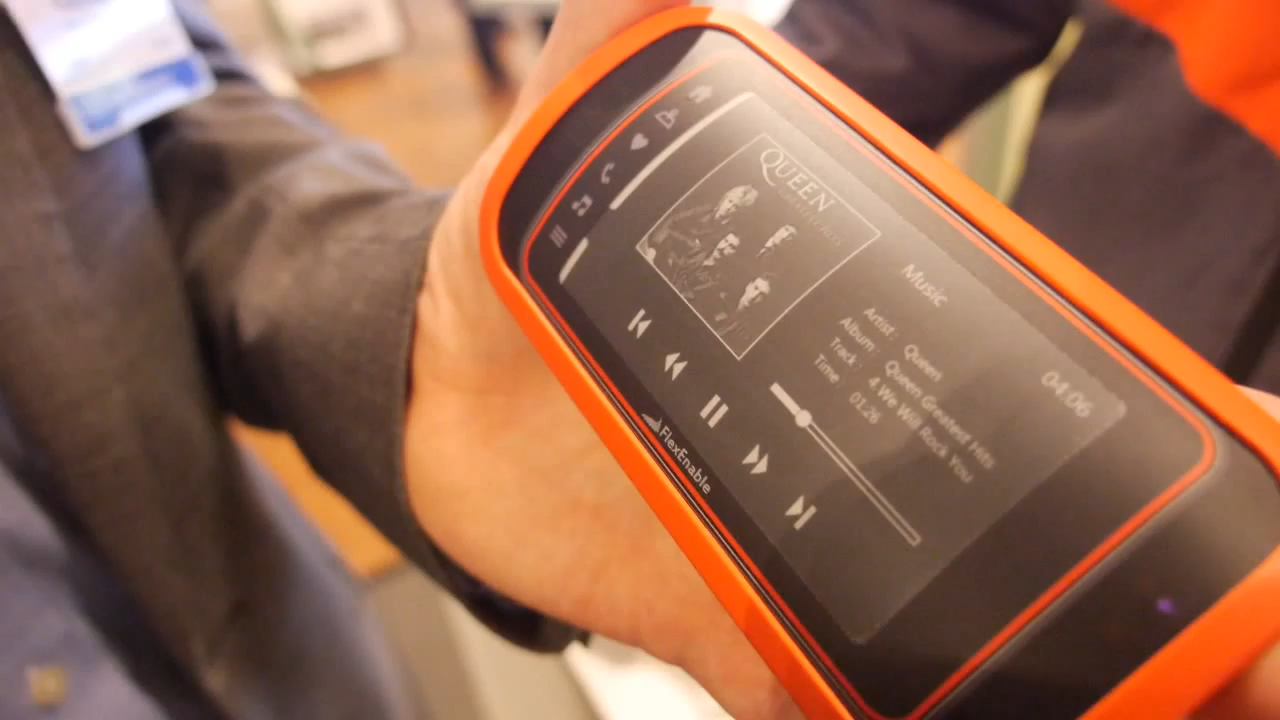 QUEEN
GREATEST HITS
Music
04:06
Artist : Queen
Album : Queen Greatest Hits
Track : 4.We Will Rock You
Time : 01:26
FlexEnable